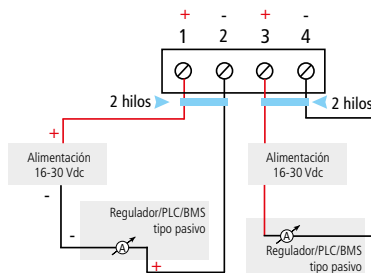 + - + -
1 2 3 4
2 hilos 2 hilos
+
Alimentación
16-30 Vdc
Alimentación
16-30 Vdc
-
Regulador/PLC/BMS
tipo pasivo
-
A
+
A
Regulador/PLC/BMS
tipo pasivo